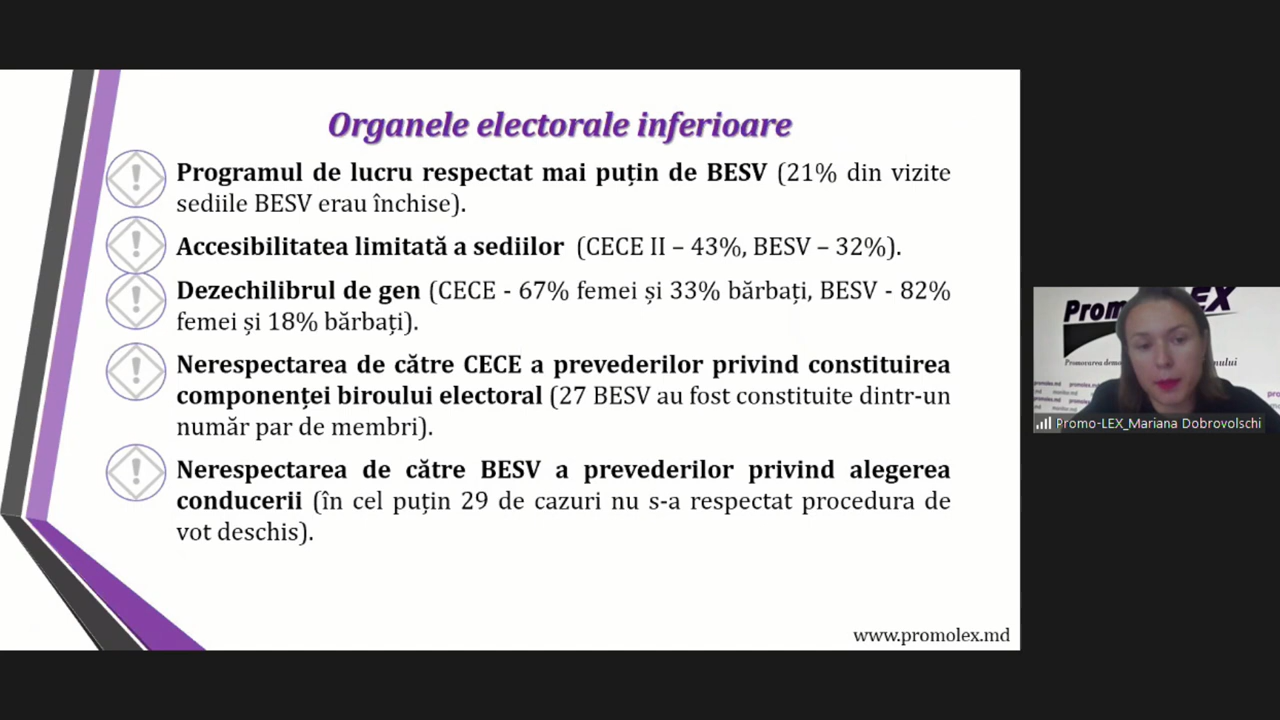 Organele electorale inferioare
Programul de lucru respectat mai puțin de BESV (21% din vizite
sediile BESV erau închise).
Accesibilitatea limitată a sediilor (CECE II – 43%, BESV – 32%).
Dezechilibrul de gen (CECE - 67% femei și 33% bărbați, BESV - 82%
femei și 18% bărbați).
Nerespectarea de către CECE a prevederilor privind constituirea
componenței biroului electoral (27 BESV au fost constituite dintr-un
număr par de membri).
Nerespectarea de către BESV a prevederilor privind alegerea
conducerii (în cel puțin 29 de cazuri nu s-a respectat procedura de
vot deschis).
www.promolex.md
Promo-LEX_Mariana Dobrovolschi